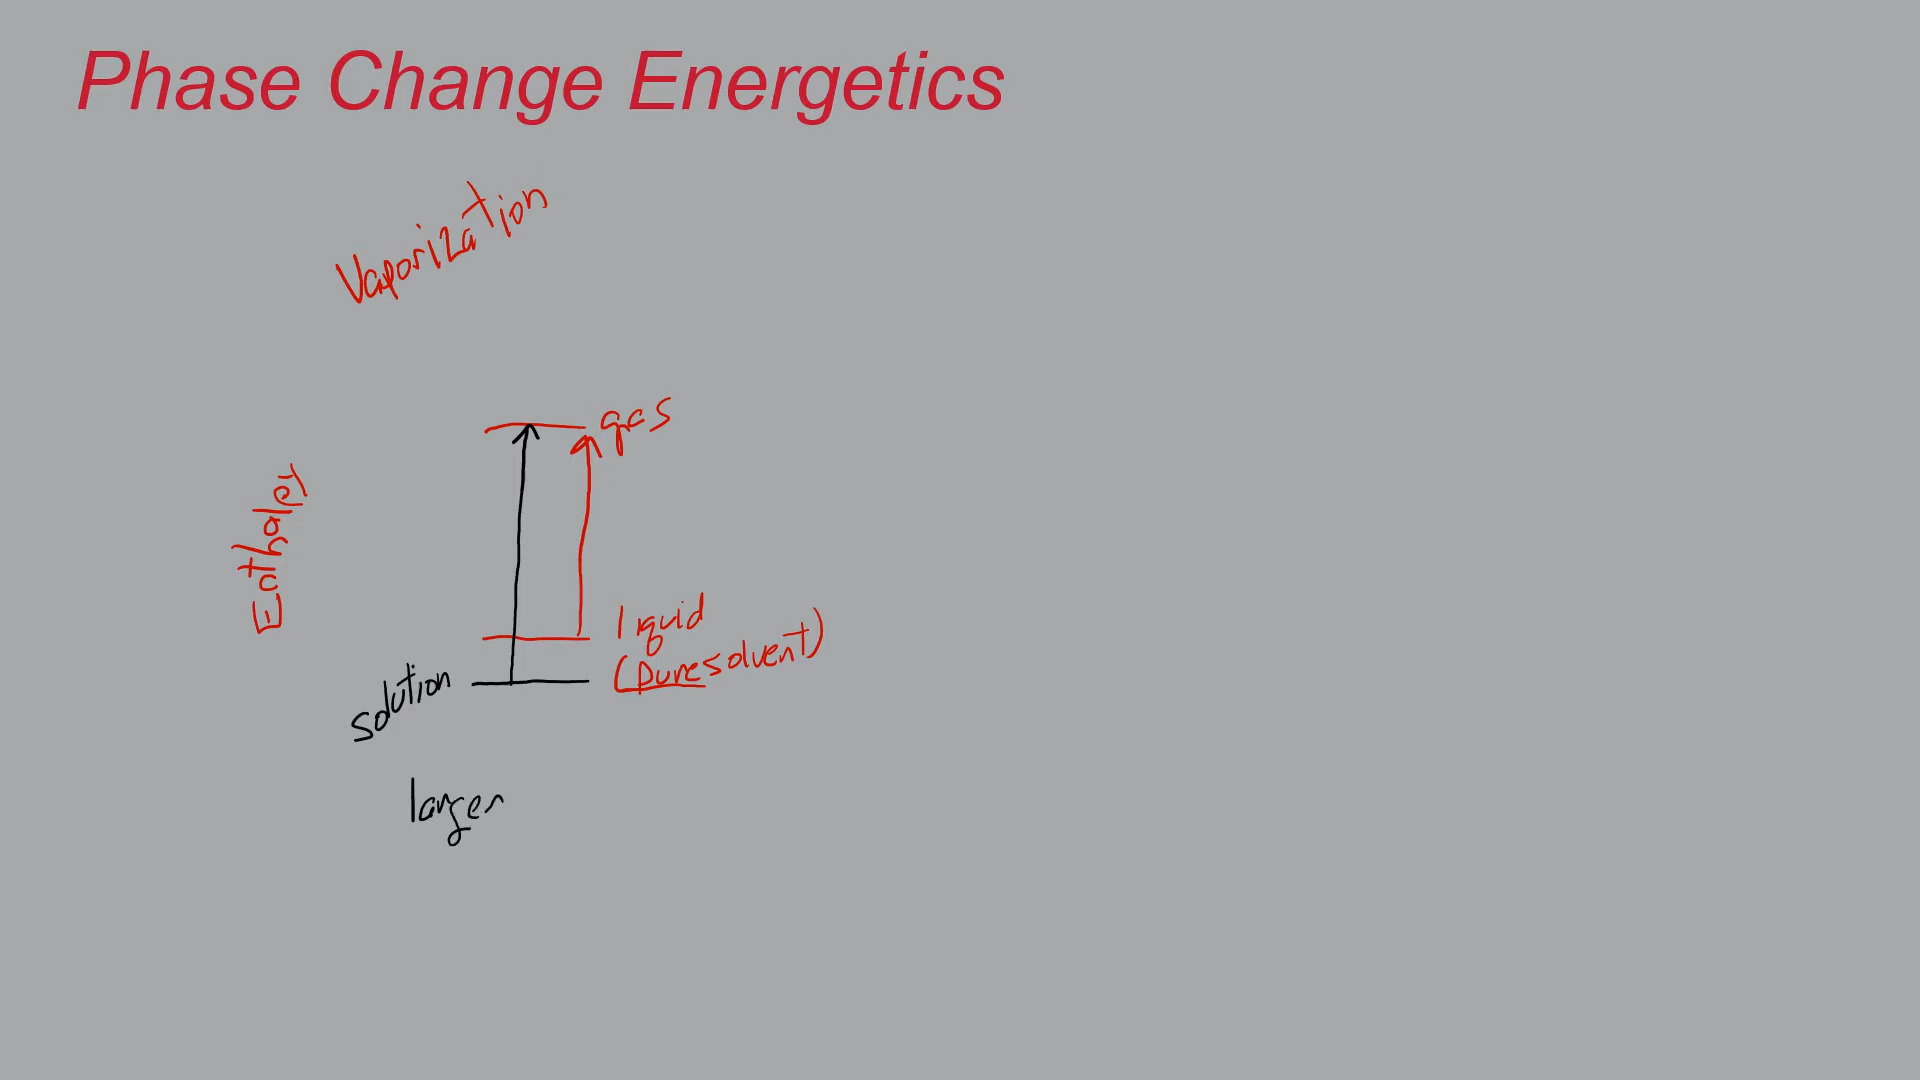 Phase Change Energetics
Vaporization
gas
Enthalpy
liquid
(pure solvent)
solution
larger